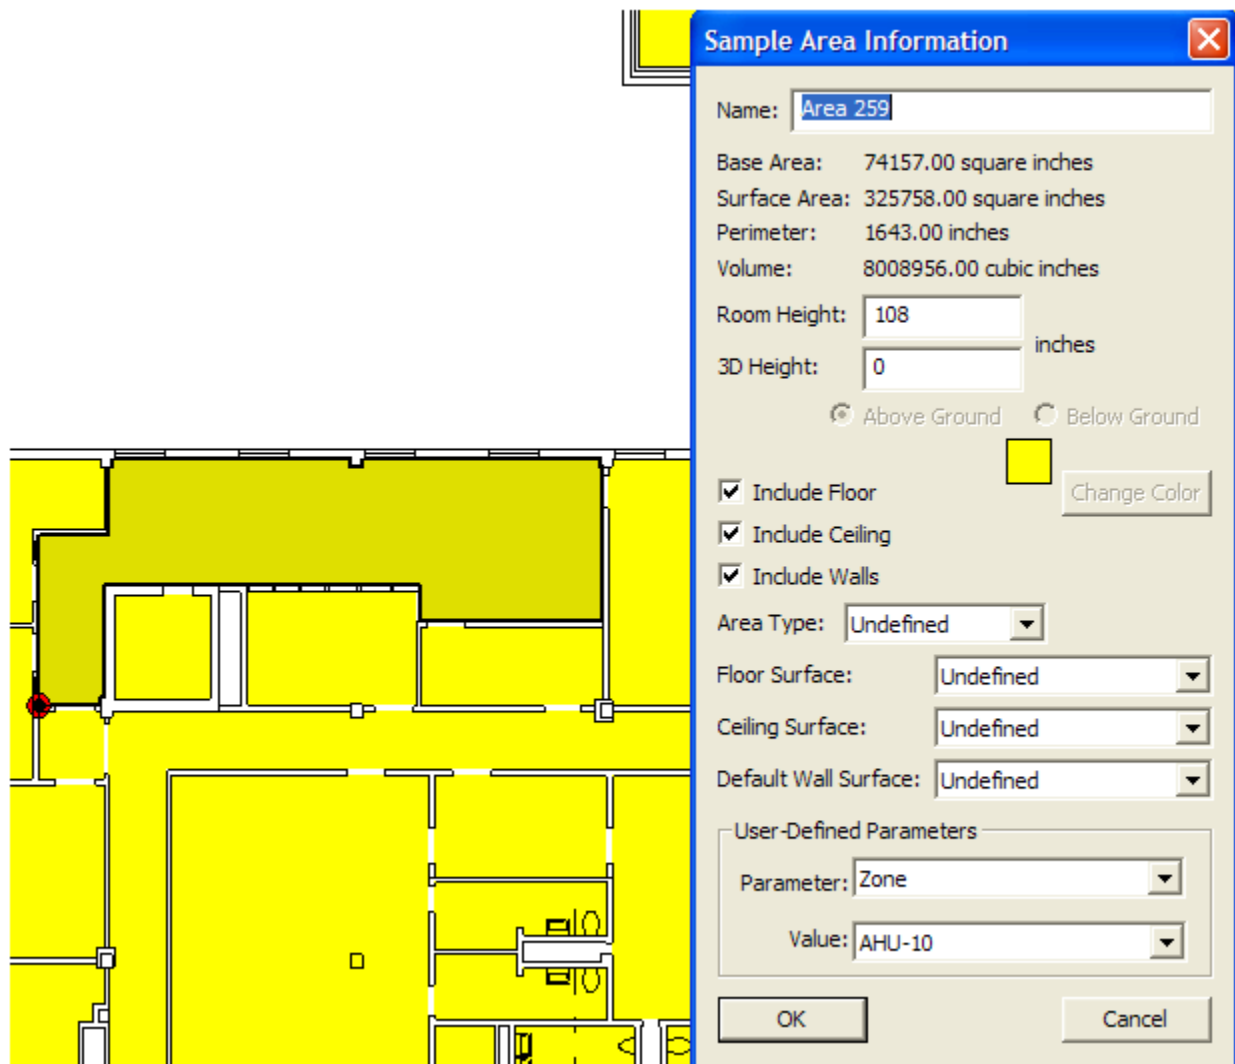 Sample Area Information
Name: Area 259
Base Area: 74157.00 square inches
Surface Area: 325758.00 square inches
Perimeter: 1643.00 inches
Volume: 8008956.00 cubic inches
Room Height: 108
inches
3D Height: 0
Above Ground Below Ground
Include Floor
Change Color
Include Ceiling
Include Walls
Area Type: Undefined
Floor Surface: Undefined
Ceiling Surface: Undefined
Default Wall Surface: Undefined
User-Defined Parameters
Parameter: Zone
Value: AHU-10
OK Cancel